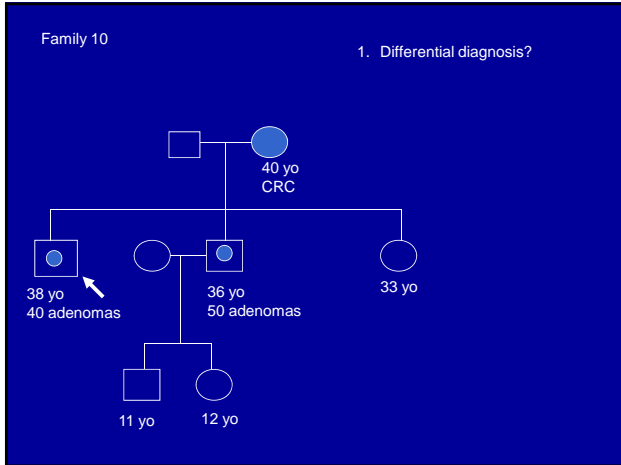 Family 10
1. Differential diagnosis?
40 yo
CRC
38 yo
40 adenomas
36 yo
50 adenomas
33 yo
11 yo
12 yo